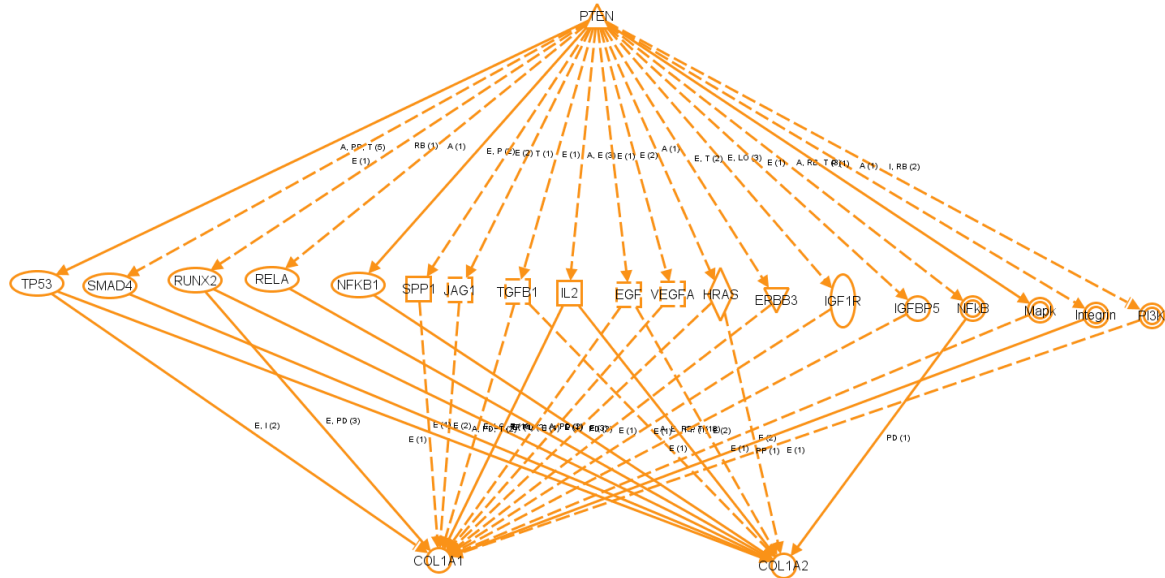 PTEN
A, PP, T (5)
E (1)
RB (1)
A (1)
E, P (2)
E (2)
T (1)
E (1)
A, E (3)
E (1)
E (2)
A (1)
E, T (2)
E, LO (3)
E (1)
A (1)
I, RB (2)
TP53
SMAD4
RUNX2
RELA
NFKB1
SPP1
JAG1
TGFB1
IL2
EGF
VEGFA
HRAS
ERBB3
IGF1R
IGFBP5
NFkB
Mapk
Integrin
PI3K
E, I (2)
E, PD (3)
E (1)
E (1)
E (2)
E (1)
E (1)
E (2)
E (1)
E (1)
E (2)
PP (1)
E (1)
PD (1)
COL1A1
COL1A2